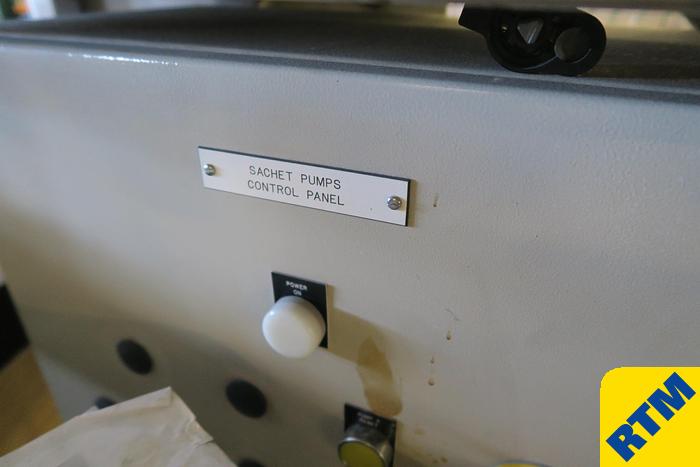 SACHET PUMPS
CONTROL PANEL
POWER
ON
RTM